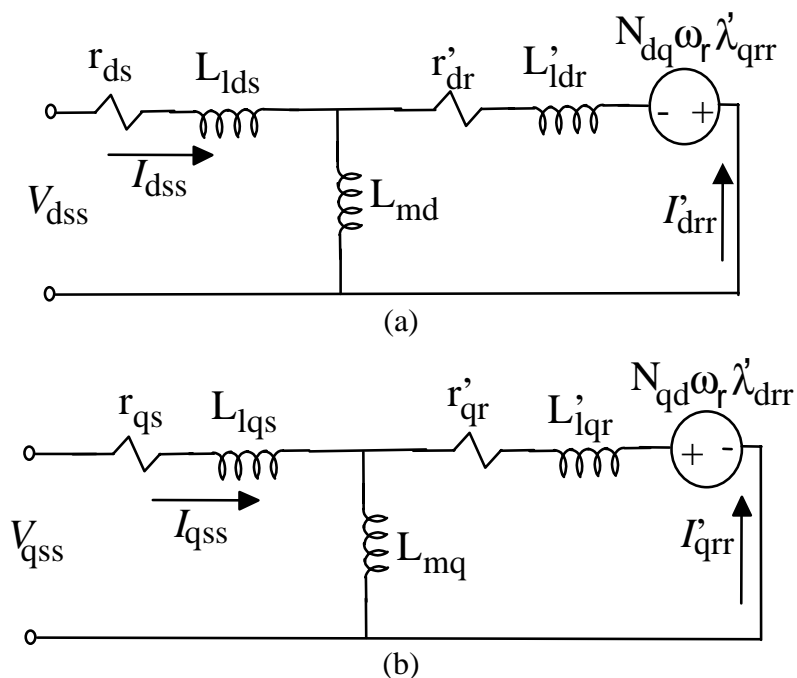 r_ds L_lds r'_dr L'_ldr N_dq ω_r λ'_qrr
- +
I_dss
L_md
V_dss
I'_drr
(a)
r_qs L_lqs r'_qr L'_lqr N_qd ω_r λ'_drr
+ -
I_qss
L_mq
V_qss
I'_qrr
(b)